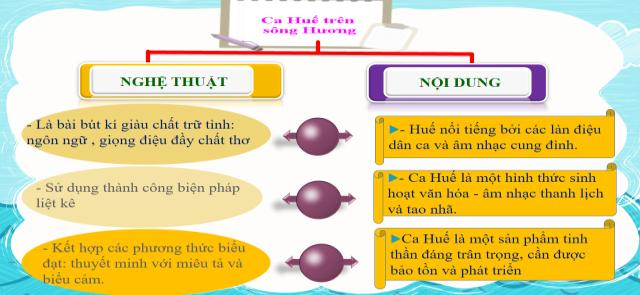 Ca Huế trên
sông Hương
NGHỆ THUẬT
NỘI DUNG
- Là bài bút kí giàu chất trữ tình:
ngôn ngữ , giọng điệu đầy chất thơ
- Sử dụng thành công biện pháp
liệt kê
- Kết hợp các phương thức biểu
đạt: thuyết minh với miêu tả và
biểu cảm.
- Huế nổi tiếng bởi các làn điệu
dân ca và âm nhạc cung đình.
- Ca Huế là một hình thức sinh
hoạt văn hóa - âm nhạc thanh lịch
và tao nhã.
Ca Huế là một sản phẩm tinh
thần đáng trân trọng, cần được
bảo tồn và phát triển